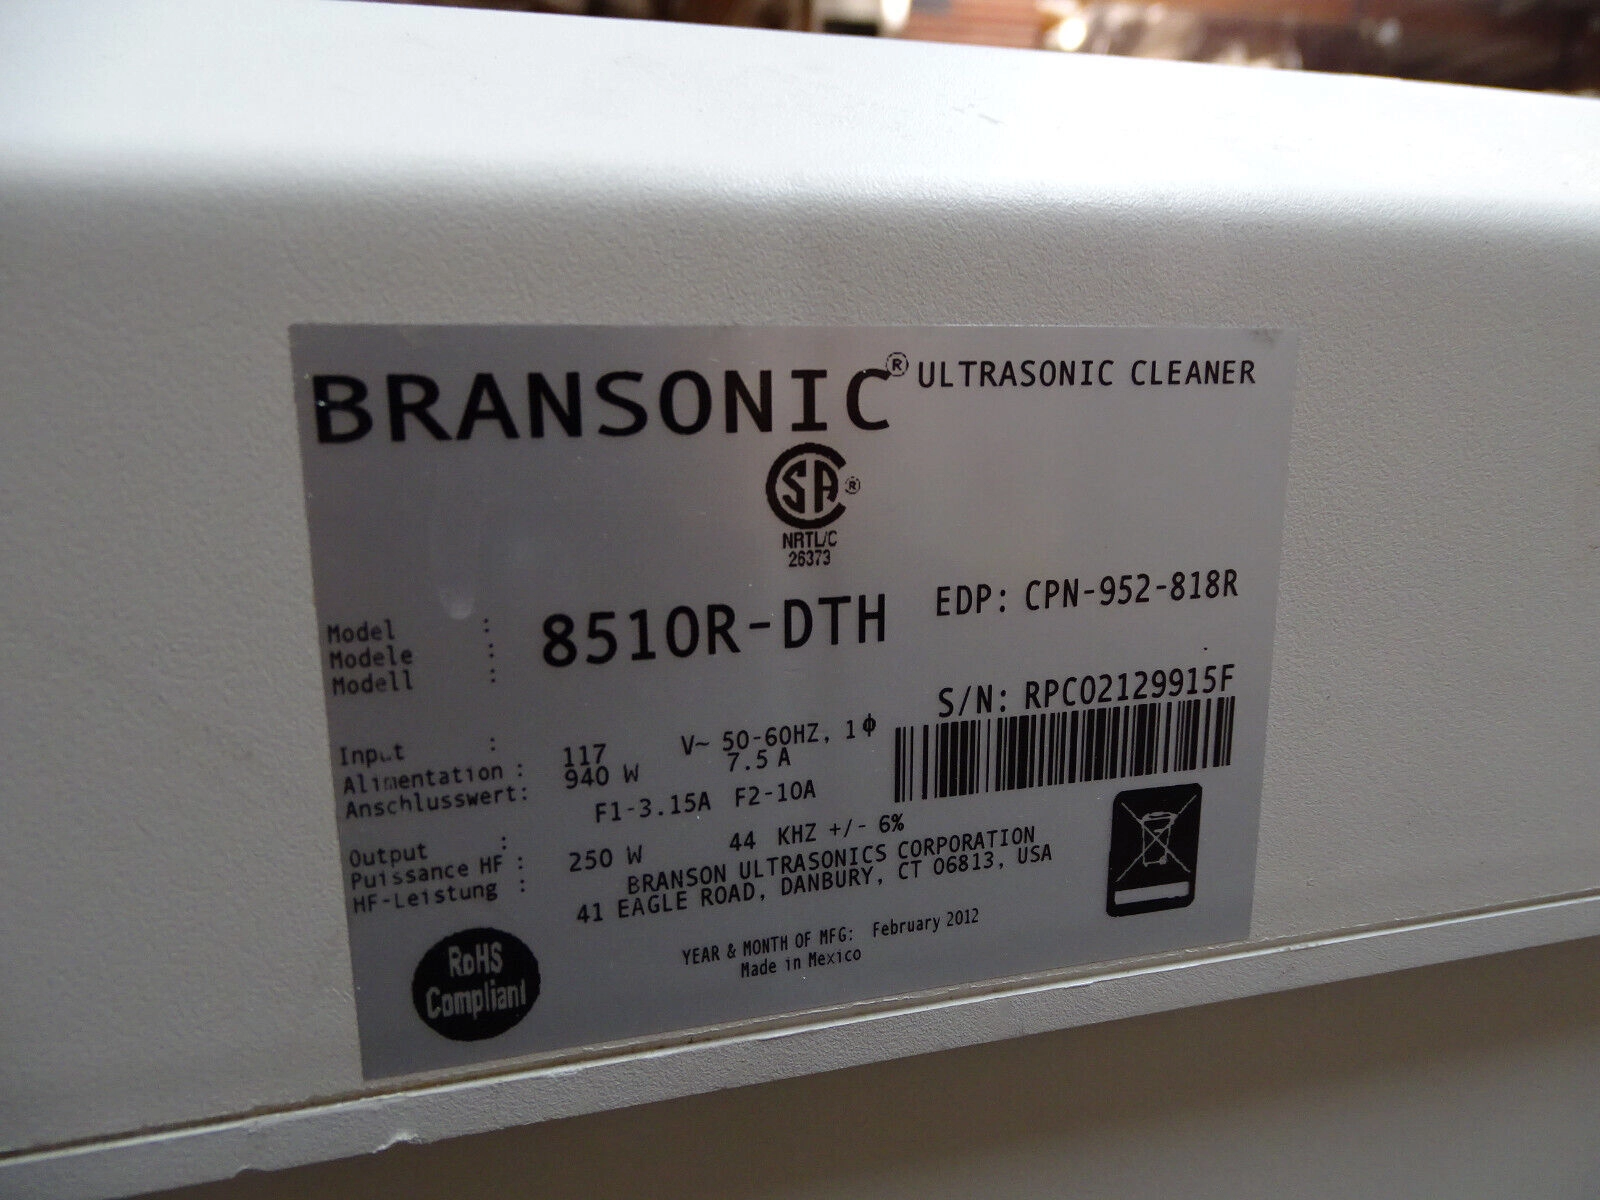 BRANSONIC® ULTRASONIC CLEANER
SA®
NRTL/C
26373
Model :
Modele :
Modell :
8510R-DTH
EDP: CPN-952-818R
S/N: RPC02129915F
Input :
Alimentation :
Anschlusswert:
117 V~ 50-60HZ, 1ϕ
940 W 7.5 A
F1-3.15A F2-10A
Output :
Puissance HF :
HF-Leistung :
250 W 44 KHZ +/- 6%
BRANSON ULTRASONICS CORPORATION
41 EAGLE ROAD, DANBURY, CT 06813, USA
YEAR & MONTH OF MFG: February 2012
Made in Mexico
RoHS
Compliant